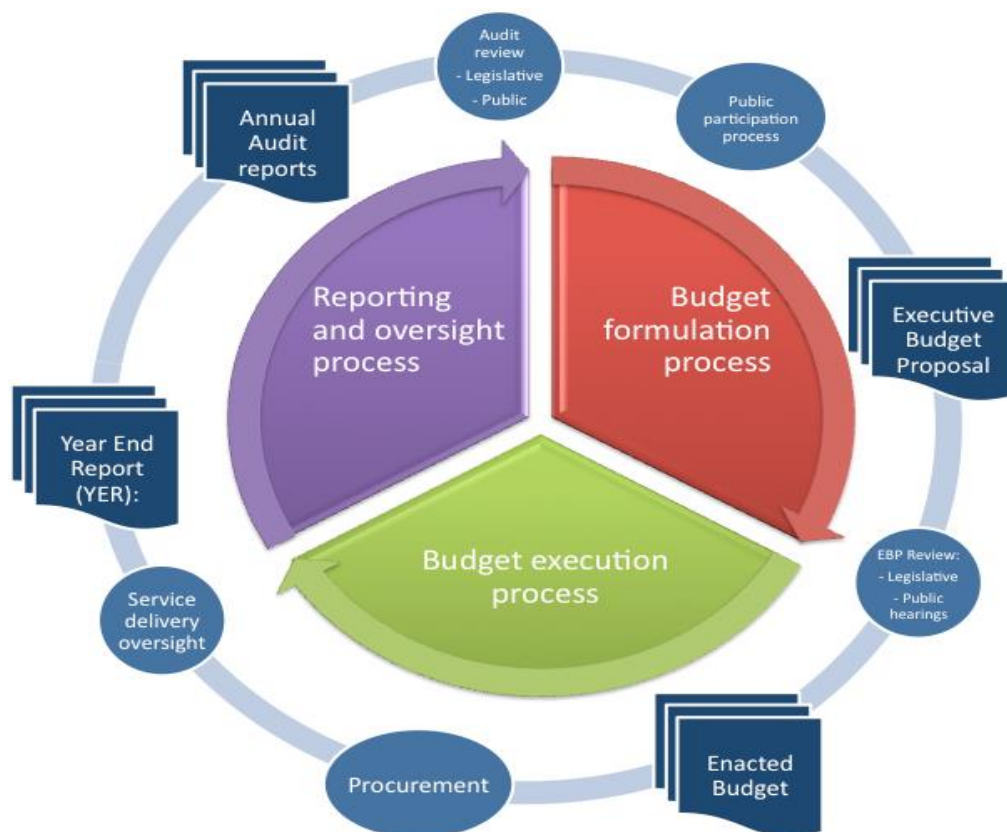 Audit
review
- Legislative
- Public
Public
participation
process
Annual
Audit
reports
Reporting
and oversight
process
Budget
formulation
process
Executive
Budget
Proposal
Year End
Report
(YER):
Budget execution
process
EBP Review:
- Legislative
- Public
hearings
Service
delivery
oversight
Procurement
Enacted
Budget